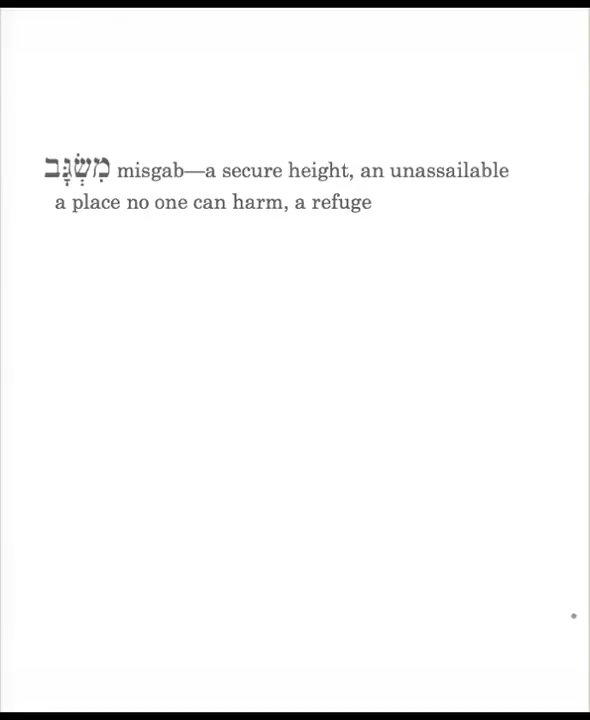 מִשְׂגָּב misgab—a secure height, an unassailable
a place no one can harm, a refuge